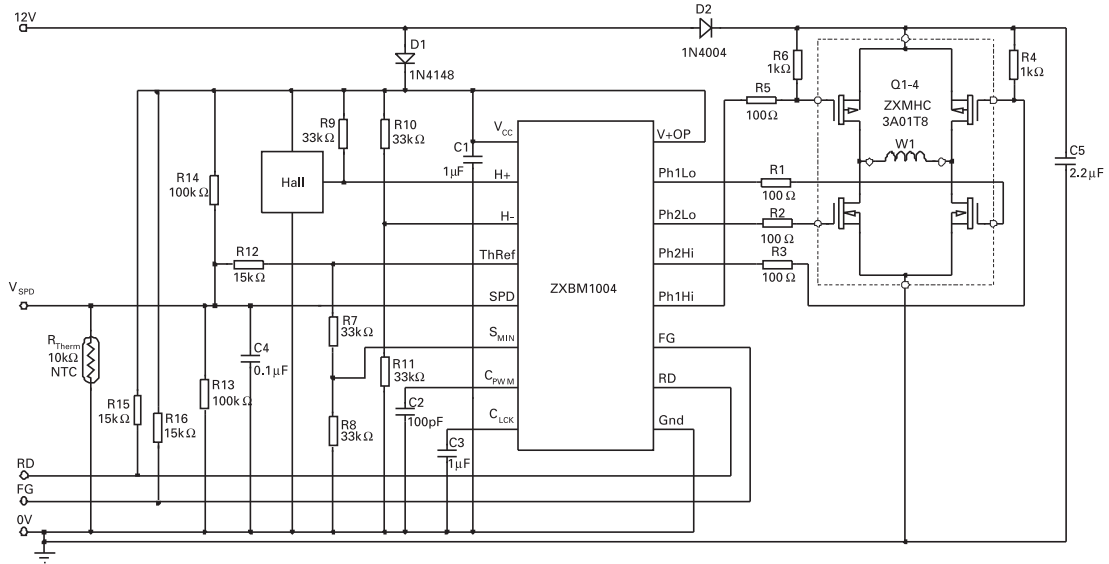 12V
D1
1N4148
D2
1N4004
R6
1kΩ
R5
100Ω
Q1-4
ZXMHC
3A01T8
W1
R4
1kΩ
C5
2.2μF
R9
33kΩ
R10
33kΩ
C1
1μF
Hall
R14
100kΩ
R12
15kΩ
VCC
H+
H-
ThRef
SPD
SMIN
CPWM
CLCK
ZXBM1004
V+OP
Ph1Lo
Ph2Lo
Ph2Hi
Ph1Hi
FG
RD
Gnd
R1
100Ω
R2
100Ω
R3
100Ω
VSPD
RTherm
10kΩ
NTC
R15
15kΩ
R16
15kΩ
R13
100kΩ
C4
0.1μF
R7
33kΩ
R8
33kΩ
R11
33kΩ
C2
100pF
C3
1μF
RD
FG
0V